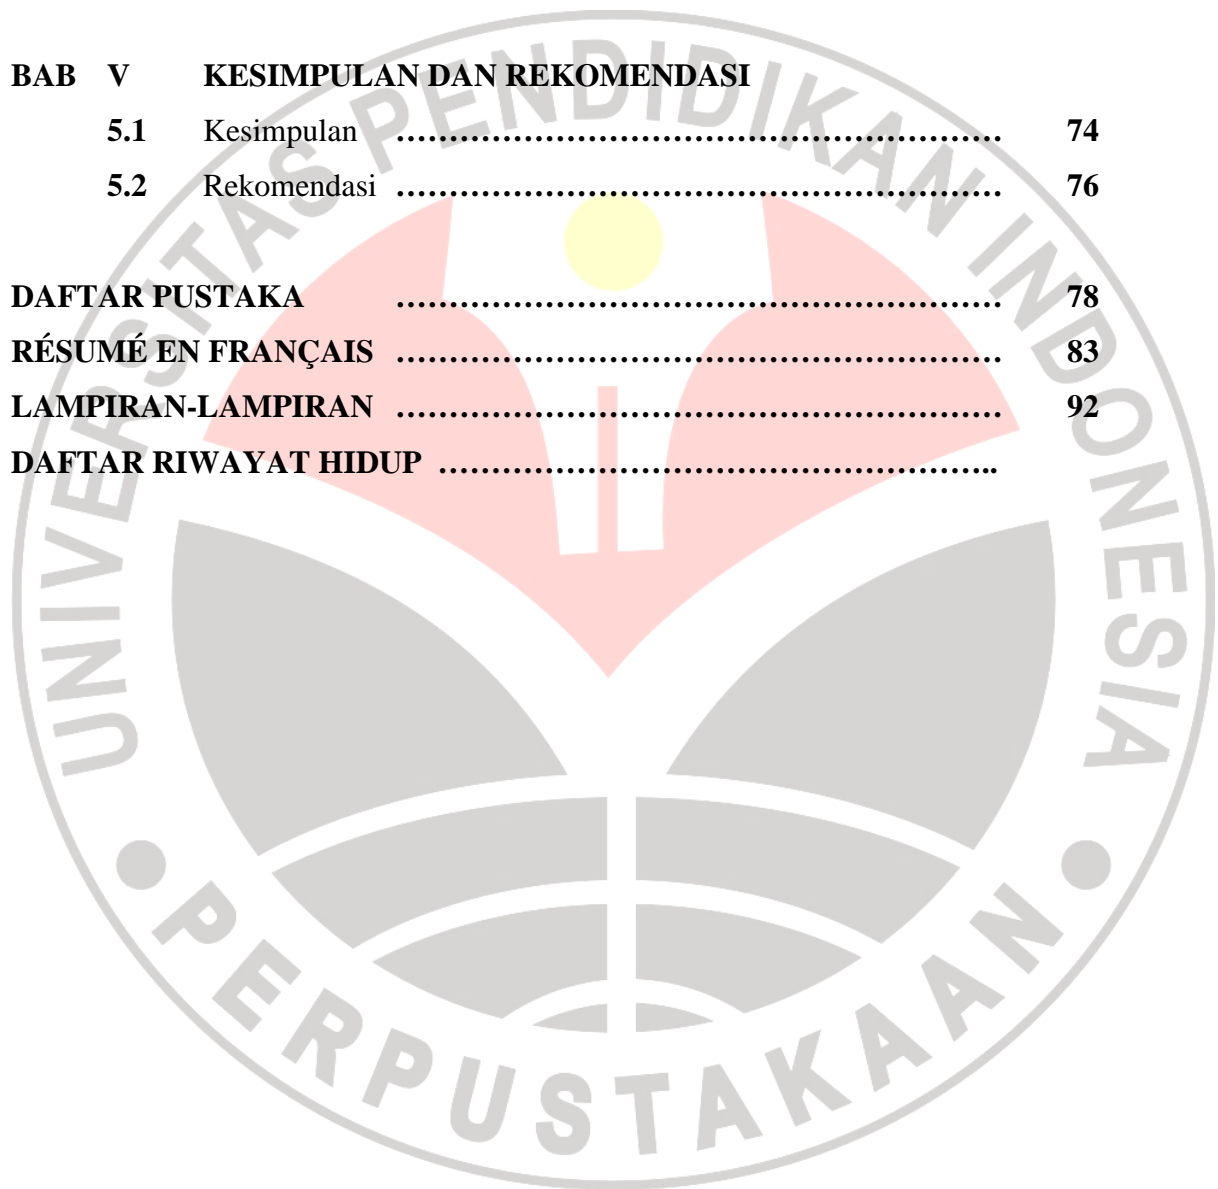 BAB V KESIMPULAN DAN REKOMENDASI
5.1 Kesimpulan ………………………………………………… 74
5.2 Rekomendasi ………………………………………………… 76
DAFTAR PUSTAKA ………………………………………………… 78
RÉSUMÉ EN FRANÇAIS ………………………………………………… 83
LAMPIRAN-LAMPIRAN ………………………………………………… 92
DAFTAR RIWAYAT HIDUP ……………………………………………..
UNIVERSITAS PENDIDIKAN INDONESIA
PERPUSTAKAAN